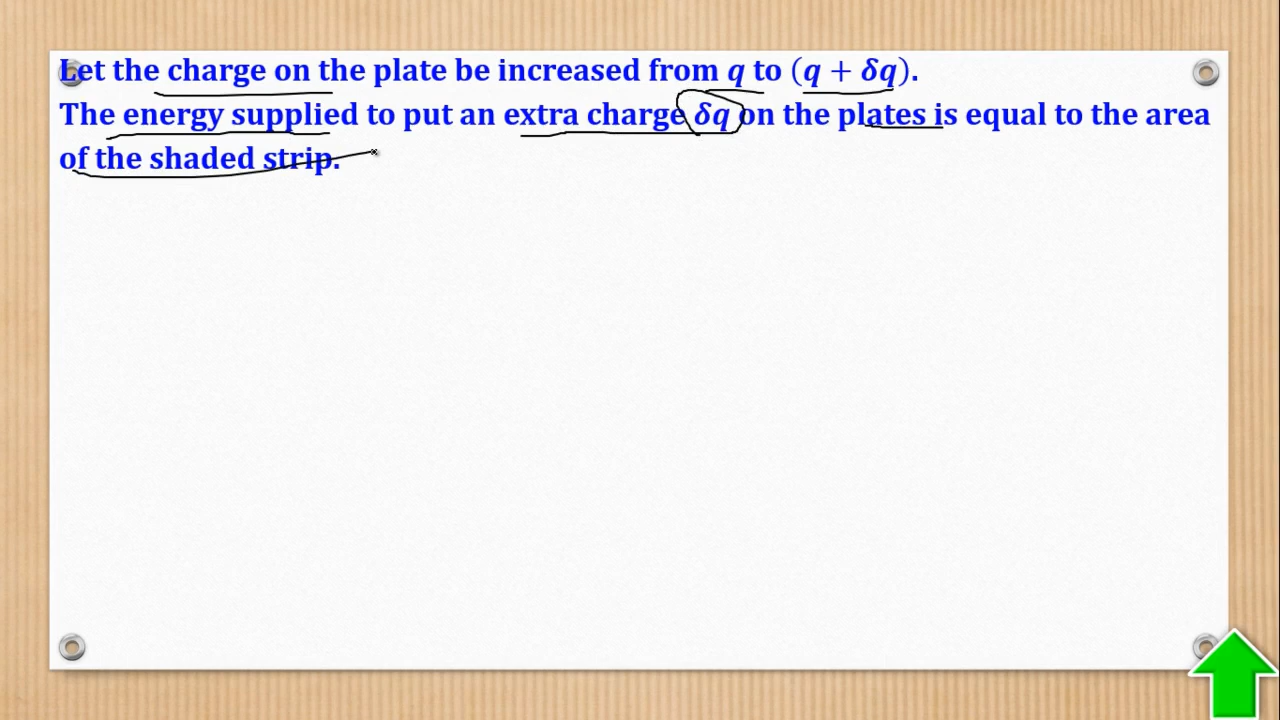 Let the charge on the plate be increased from q to (q + δq).
The energy supplied to put an extra charge δq on the plates is equal to the area
of the shaded strip.